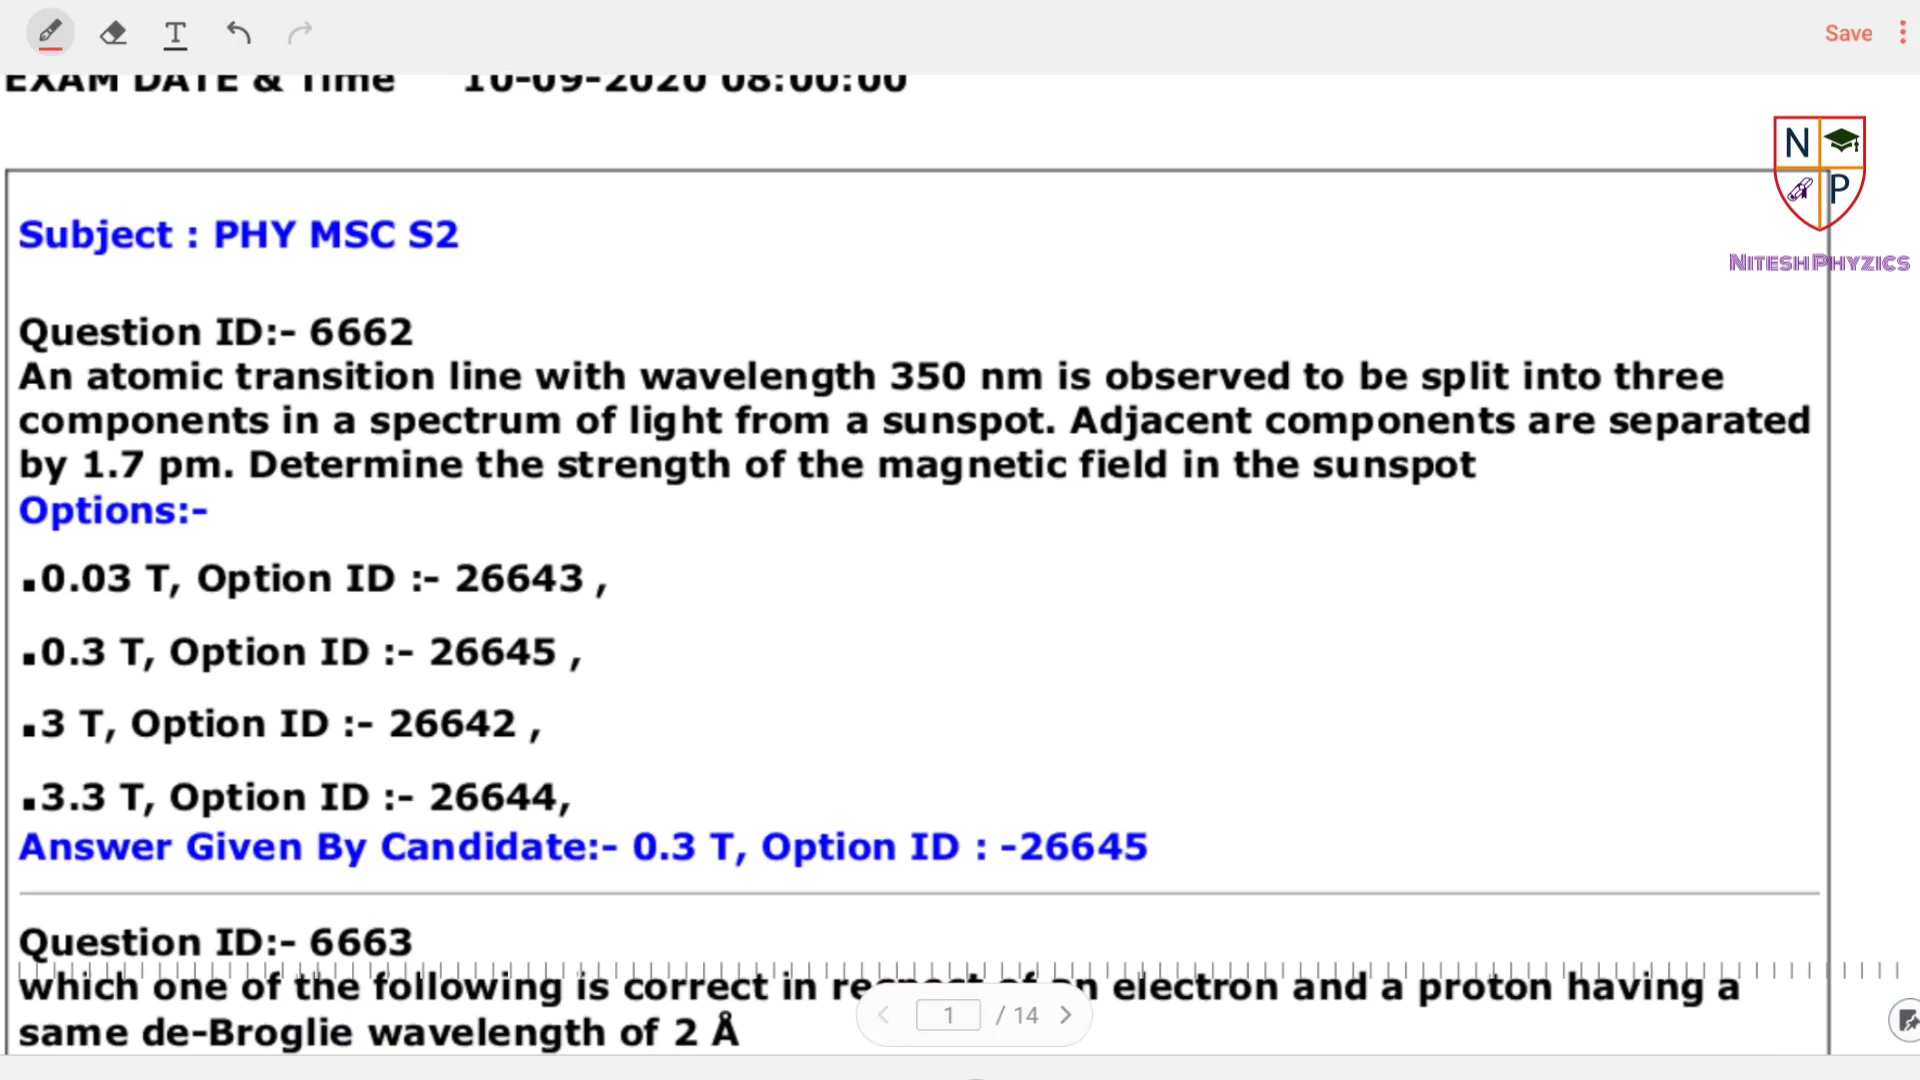 Save
EXAM DATE & Time 10-09-2020 08:00:00
N
P
NITESHPHYZICS
Subject : PHY MSC S2
Question ID:- 6662
An atomic transition line with wavelength 350 nm is observed to be split into three
components in a spectrum of light from a sunspot. Adjacent components are separated
by 1.7 pm. Determine the strength of the magnetic field in the sunspot
Options:-
.0.03 T, Option ID :- 26643 ,
.0.3 T, Option ID :- 26645 ,
.3 T, Option ID :- 26642 ,
.3.3 T, Option ID :- 26644,
Answer Given By Candidate:- 0.3 T, Option ID : -26645
Question ID:- 6663
which one of the following is correct in respect of an electron and a proton having a
same de-Broglie wavelength of 2 Å
1 / 14